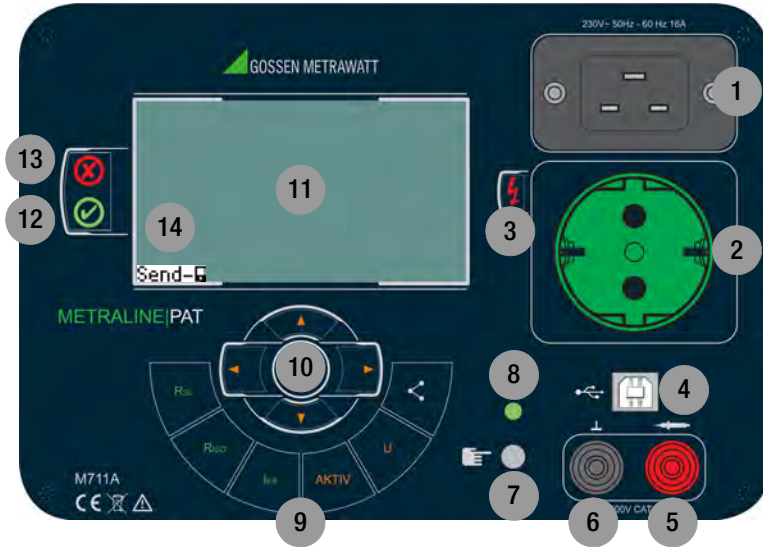 230V~ 50Hz - 60 Hz 16A
GOSSEN METRAWATT
1
13
12
11
3
2
14
Send-
METRALINE|PAT
10
8
4
RSL
RISO
IEA
AKTIV
U
M711A
CE
7
9
6
5